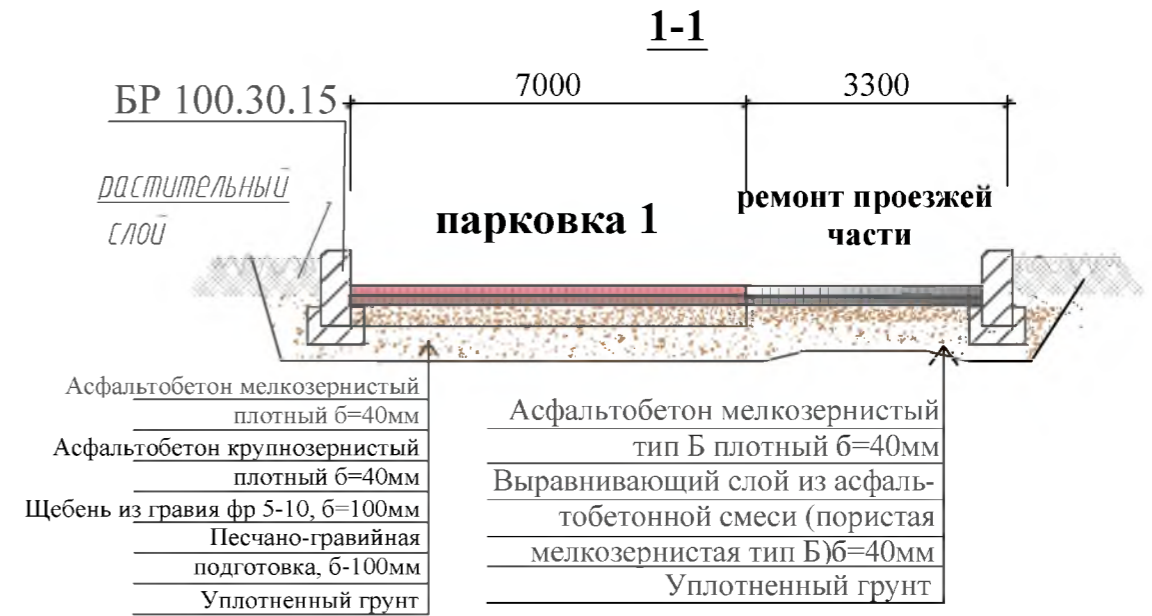 1-1
7000
3300
БР 100.30.15
растительный
слой
парковка 1
ремонт проезжей
части
Асфальтобетон мелкозернистый
плотный б=40мм
Асфальтобетон крупнозернистый
плотный б=40мм
Щебень из гравия фр 5-10, б=100мм
Песчано-гравийная
подготовка, б-100мм
Уплотненный грунт
Асфальтобетон мелкозернистый
тип Б плотный б=40мм
Выравнивающий слой из асфаль-
тобетонной смеси (пористая
мелкозернистая тип Б)б=40мм
Уплотненный грунт